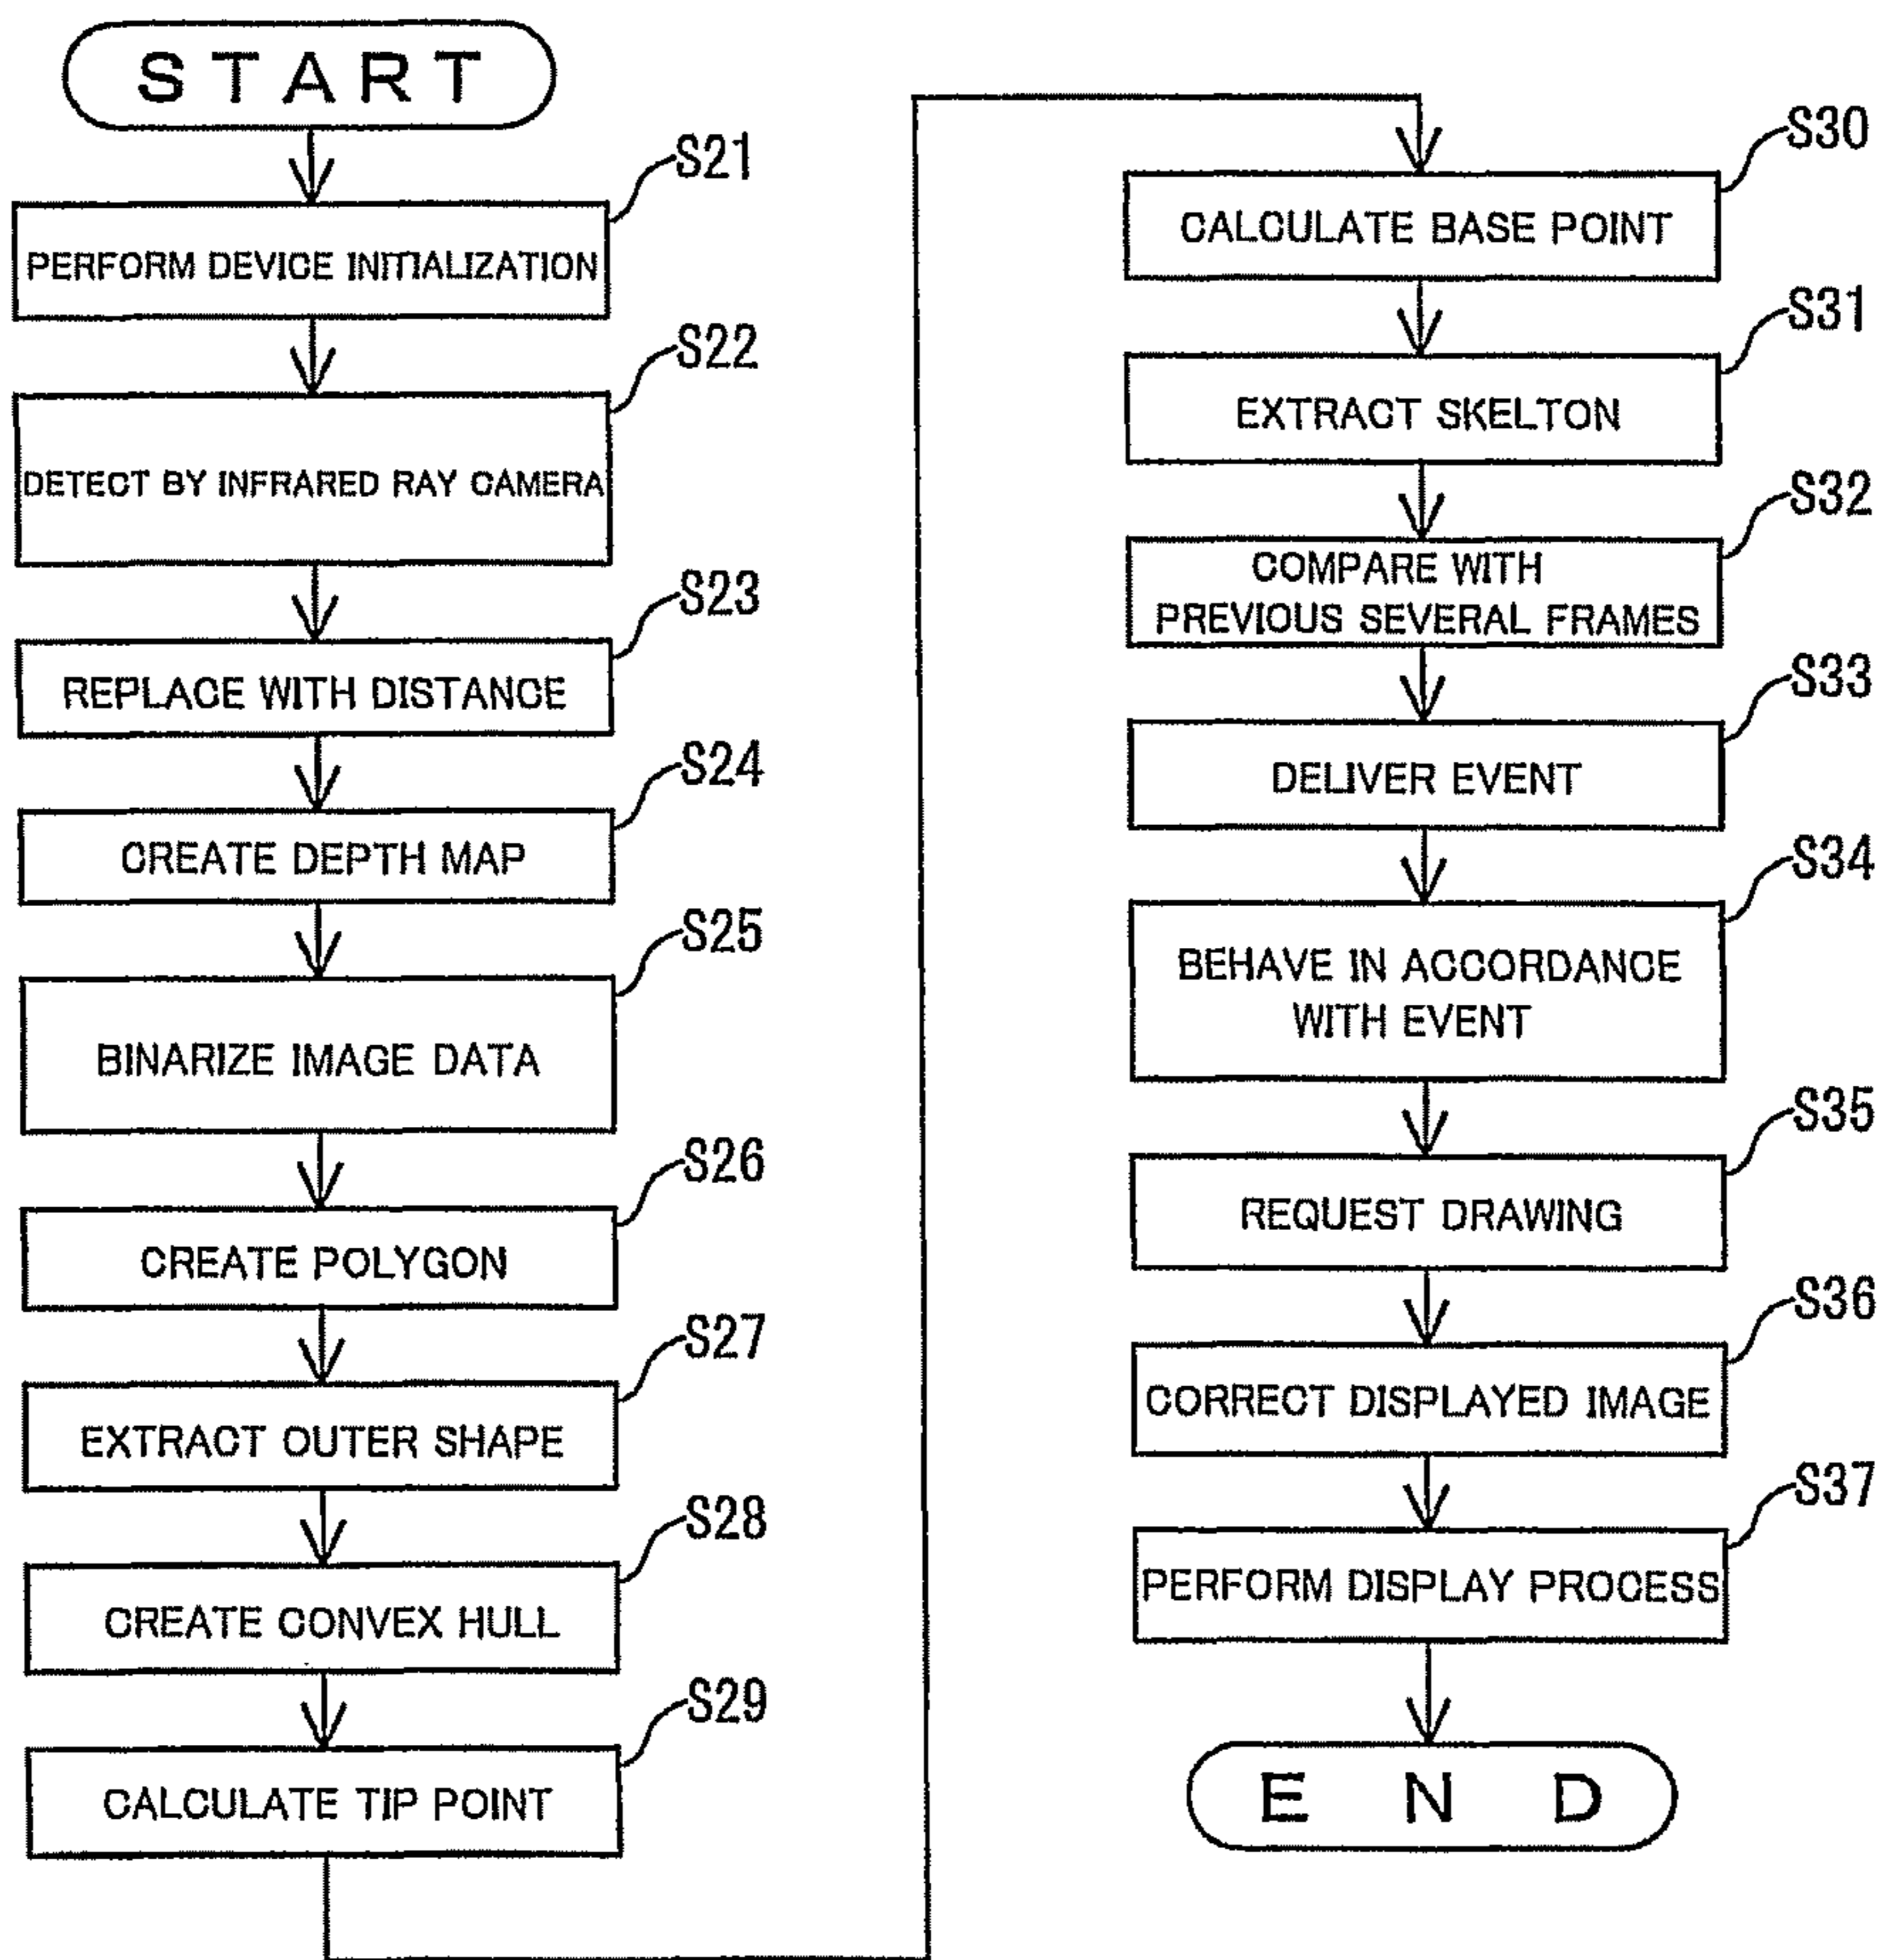 START
S21
PERFORM DEVICE INITIALIZATION
S22
DETECT BY INFRARED RAY CAMERA
S23
REPLACE WITH DISTANCE
S24
CREATE DEPTH MAP
S25
BINARIZE IMAGE DATA
S26
CREATE POLYGON
S27
EXTRACT OUTER SHAPE
S28
CREATE CONVEX HULL
S29
CALCULATE TIP POINT
S30
CALCULATE BASE POINT
S31
EXTRACT SKELTON
S32
COMPARE WITH
PREVIOUS SEVERAL FRAMES
S33
DELIVER EVENT
S34
BEHAVE IN ACCORDANCE
WITH EVENT
S35
REQUEST DRAWING
S36
CORRECT DISPLAYED IMAGE
S37
PERFORM DISPLAY PROCESS
END